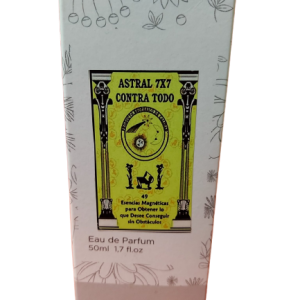 ASTRAL 7X7
CONTRA TODO
49
Esencias Magnéticas
para Obtener lo
que Desee Conseguir
sin Obstáculos
Eau de Parfum
50ml 1.7 fl.oz